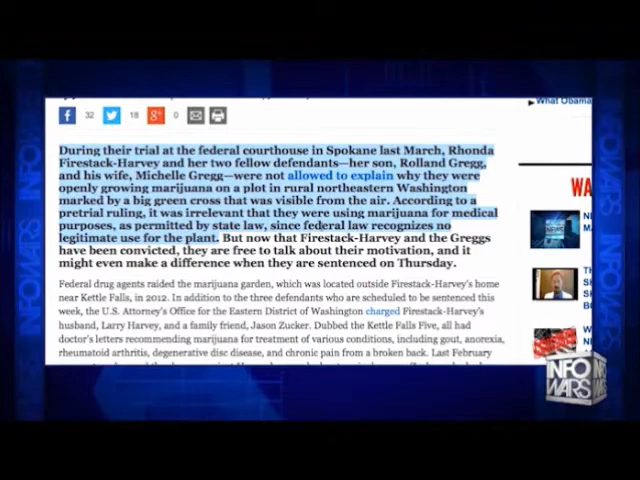 What Obama
32
18
0
During their trial at the federal courthouse in Spokane last March, Rhonda
Firestack-Harvey and her two fellow defendants—her son, Rolland Gregg,
and his wife, Michelle Gregg—were not allowed to explain why they were
openly growing marijuana on a plot in rural northeastern Washington
marked by a big green cross that was visible from the air. According to a
pretrial ruling, it was irrelevant that they were using marijuana for medical
purposes, as permitted by state law, since federal law recognizes no
legitimate use for the plant. But now that Firestack-Harvey and the Greggs
have been convicted, they are free to talk about their motivation, and it
might even make a difference when they are sentenced on Thursday.
Federal drug agents raided the marijuana garden, which was located outside Firestack-Harvey's home
near Kettle Falls, in 2012. In addition to the three defendants who are scheduled to be sentenced this
week, the U.S. Attorney's Office for the Eastern District of Washington charged Firestack-Harvey's
husband, Larry Harvey, and a family friend, Jason Zucker. Dubbed the Kettle Falls Five, all had
doctor's letters recommending marijuana for treatment of various conditions, including gout, anorexia,
rheumatoid arthritis, degenerative disc disease, and chronic pain from a broken back. Last February
WA
INFOWARS
INFO
WARS